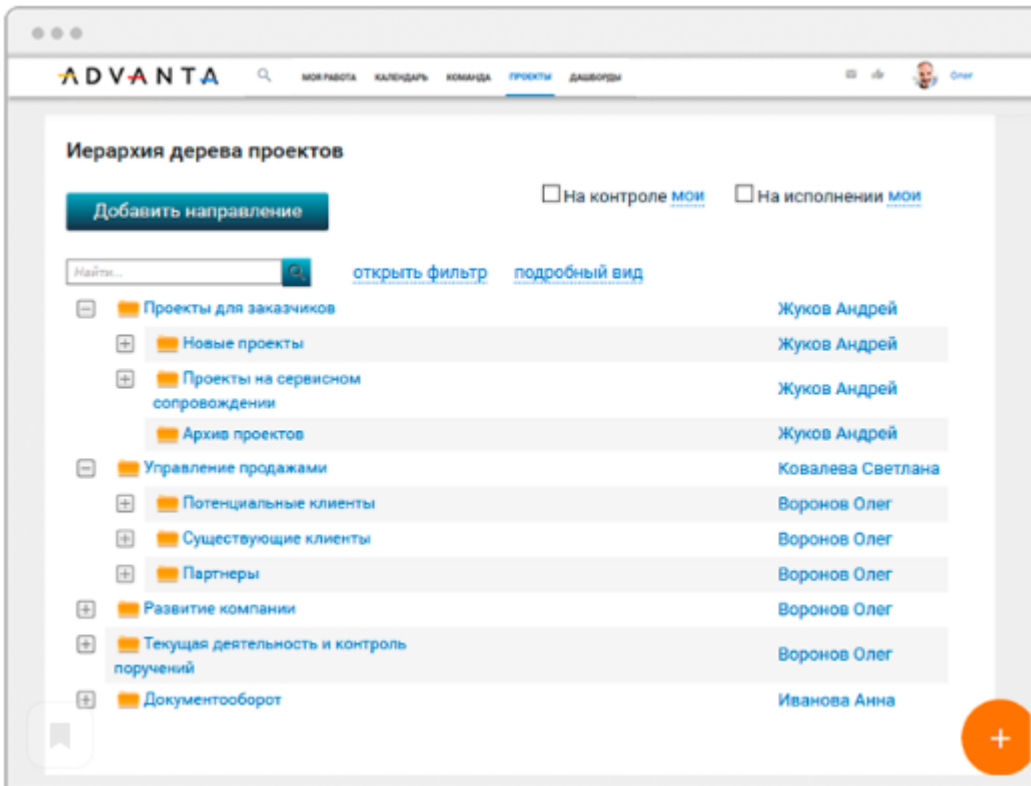 ADVANTA МОЯ РАБОТА КАЛЕНДАРЬ КОМАНДА ПРОЕКТЫ ДАШБОРДЫ Олег
Иерархия дерева проектов
Добавить направление На контроле мои На исполнении мои
Найти... открыть фильтр подробный вид
Проекты для заказчиков Жуков Андрей
Новые проекты Жуков Андрей
Проекты на сервисном
сопровождении Жуков Андрей
Архив проектов Жуков Андрей
Управление продажами Ковалева Светлана
Потенциальные клиенты Воронов Олег
Существующие клиенты Воронов Олег
Партнеры Воронов Олег
Развитие компании Воронов Олег
Текущая деятельность и контроль
поручений Воронов Олег
Документооборот Иванова Анна